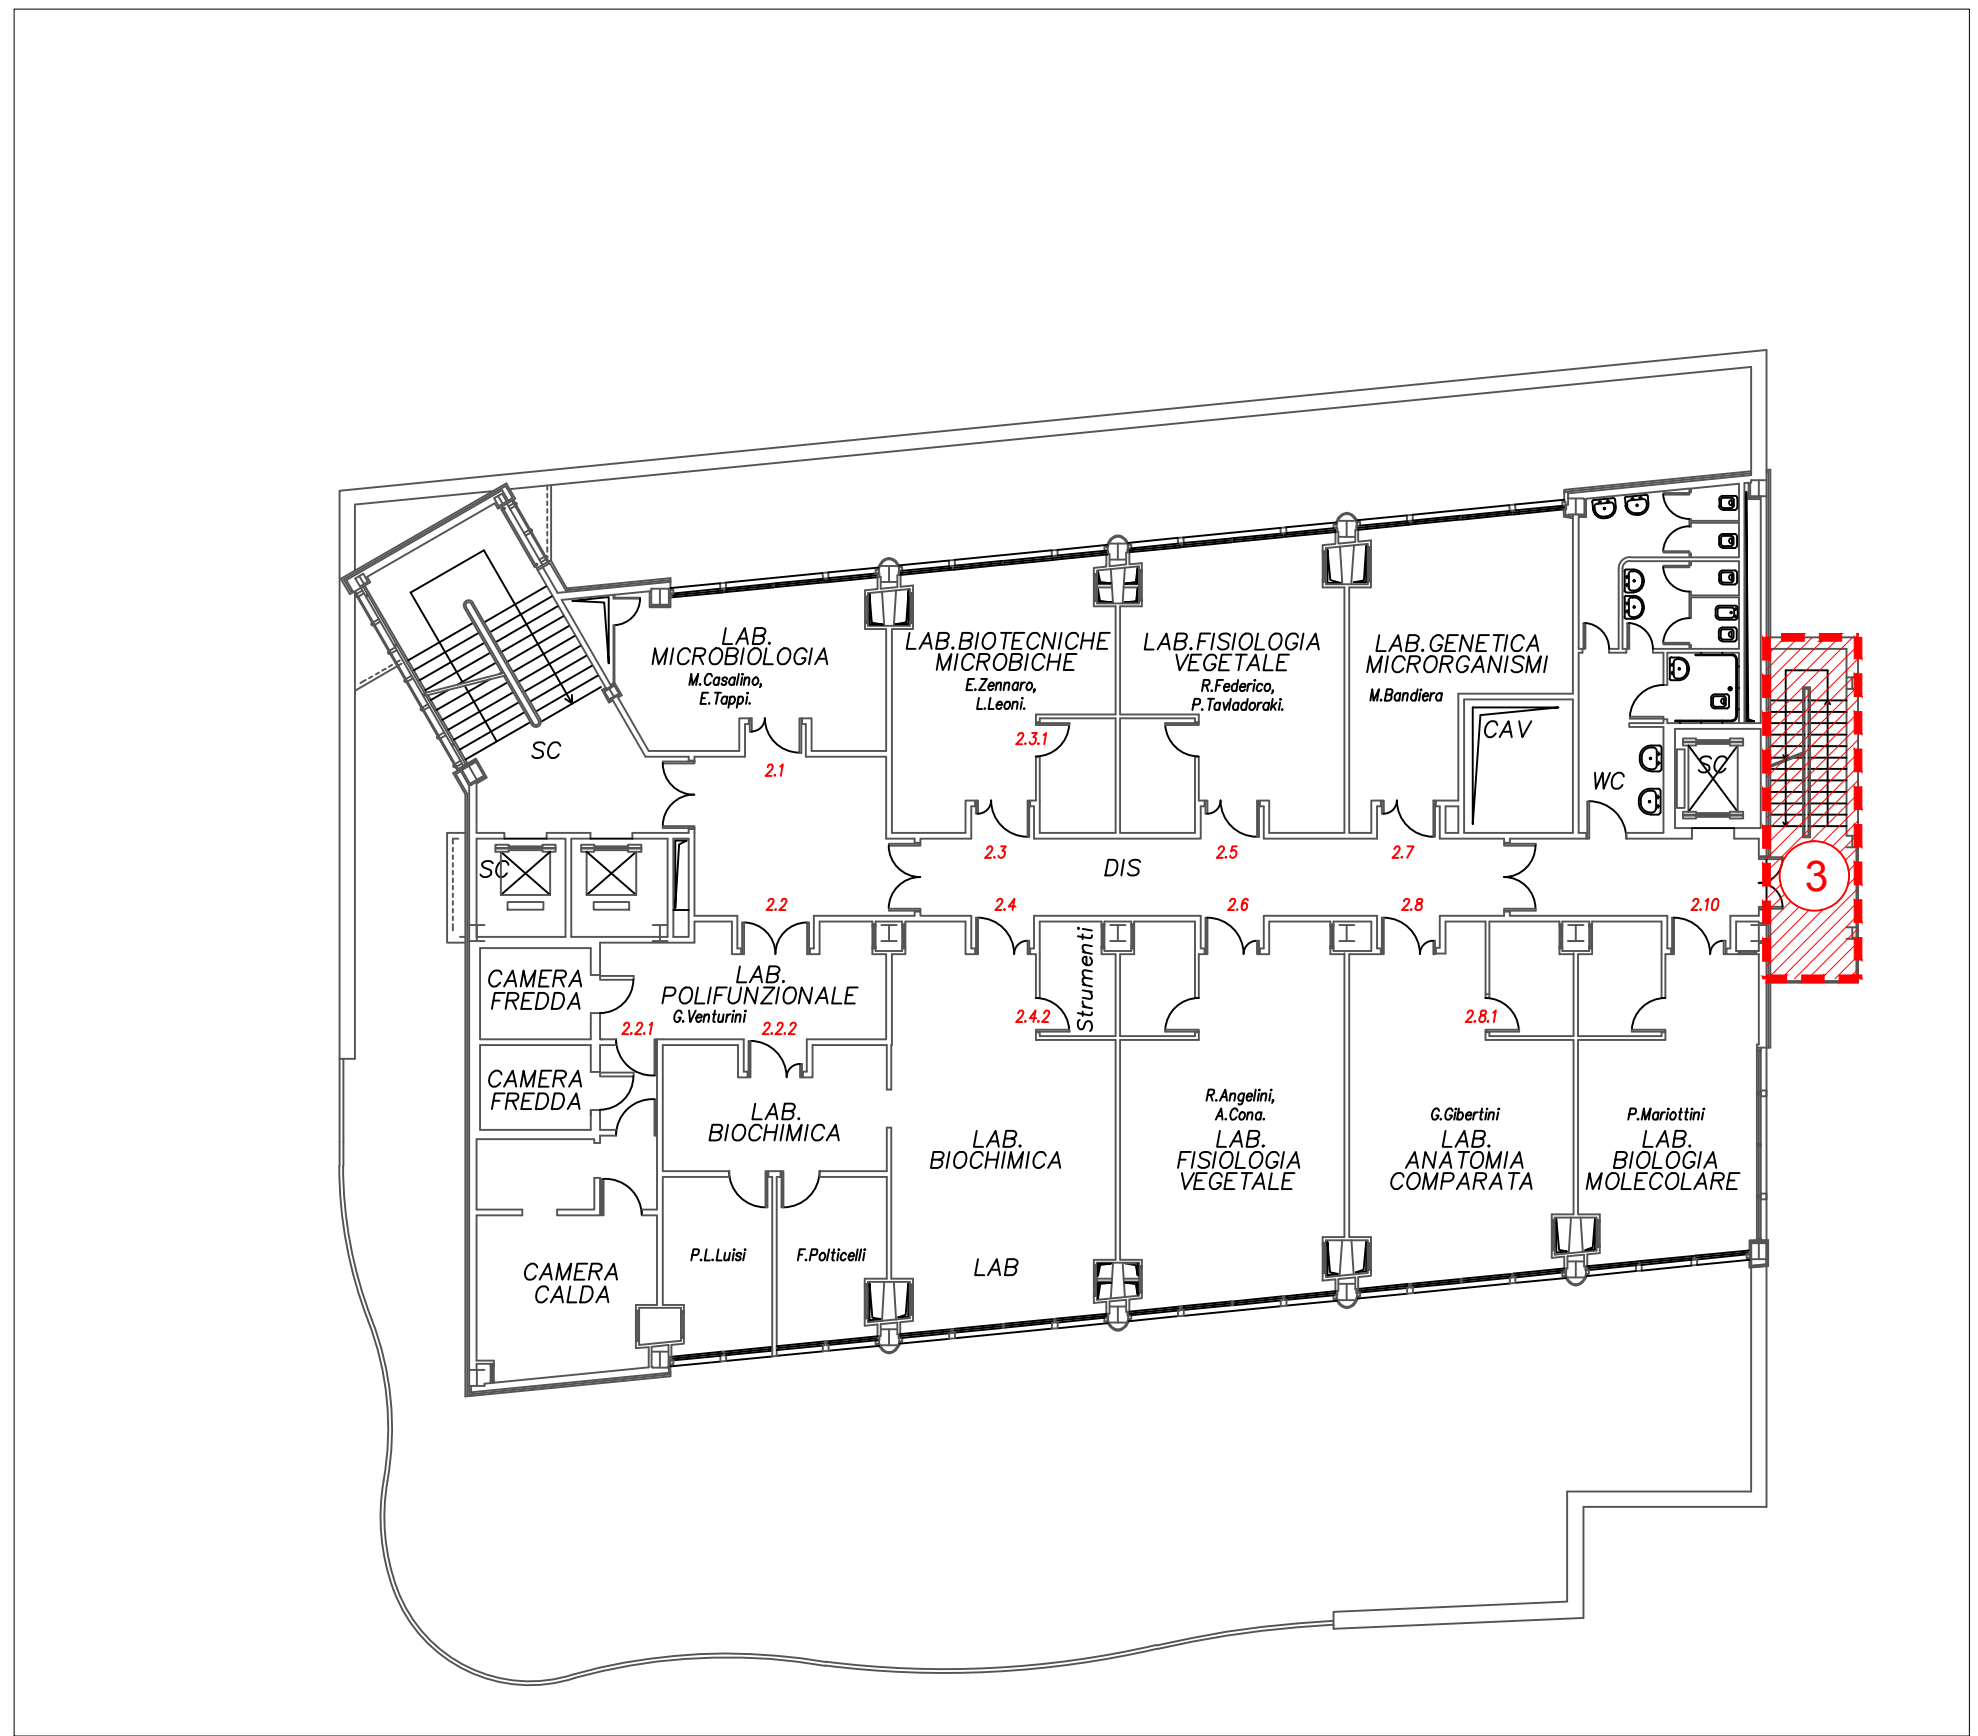 LAB.
MICROBIOLOGIA
M.Casalino,
E.Tappi.
LAB.BIOTECNICHE
MICROBICHE
E.Zennaro,
L.Leoni.
LAB.FISIOLOGIA
VEGETALE
R.Federico,
P.Tavladoraki.
LAB.GENETICA
MICRORGANISMI
M.Bandiera
CAV
WC
SC
SC
2.1
2.3.1
2.3
2.5
2.7
DIS
3
SC
2.2
2.4
2.6
2.8
2.10
CAMERA
FREDDA
LAB.
POLIFUNZIONALE
G.Venturini
2.2.1
2.2.2
Strumenti
2.4.2
2.8.1
CAMERA
FREDDA
LAB.
BIOCHIMICA
LAB.
BIOCHIMICA
R.Angelini,
A.Cona.
LAB.
FISIOLOGIA
VEGETALE
G.Gibertini
LAB.
ANATOMIA
COMPARATA
P.Mariottini
LAB.
BIOLOGIA
MOLECOLARE
CAMERA
CALDA
P.L.Luisi
F.Polticelli
LAB